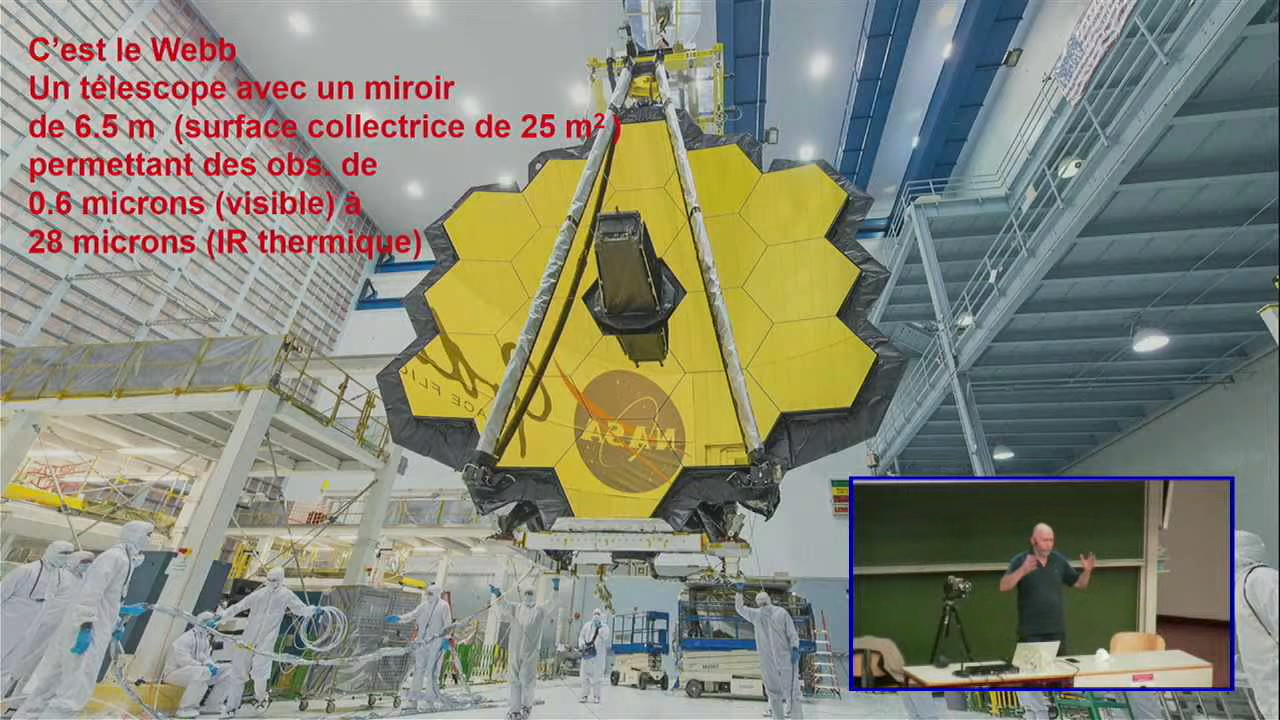 C’est le Webb
Un télescope avec un miroir
de 6.5 m (surface collectrice de 25 m² )
permettant des obs. de
0.6 microns (visible) à
28 microns (IR thermique)
NASA